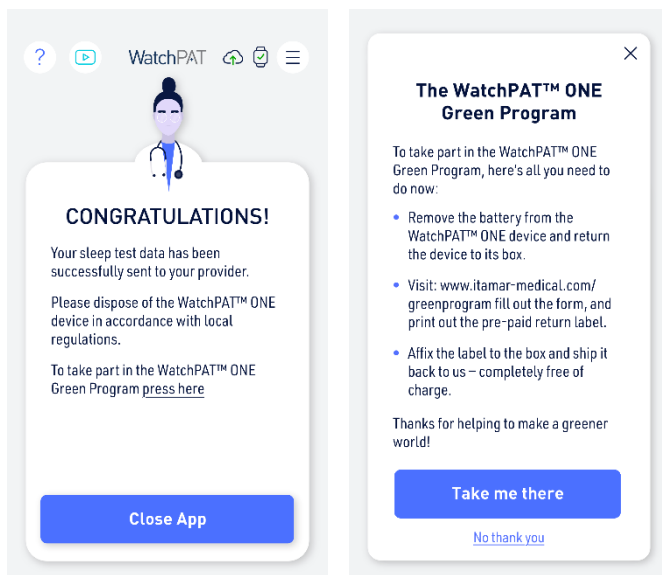 ?
WatchPAT
CONGRATULATIONS!
Your sleep test data has been
successfully sent to your provider.
Please dispose of the WatchPAT™ ONE
device in accordance with local
regulations.
To take part in the WatchPAT™ ONE
Green Program press here
Close App
The WatchPAT™ ONE
Green Program
To take part in the WatchPAT™ ONE
Green Program, here's all you need to
do now:
• Remove the battery from the
WatchPAT™ ONE device and return
the device to its box.
• Visit: www.itamar-medical.com/
greenprogram fill out the form, and
print out the pre-paid return label.
• Affix the label to the box and ship it
back to us – completely free of
charge.
Thanks for helping to make a greener
world!
Take me there
No thank you